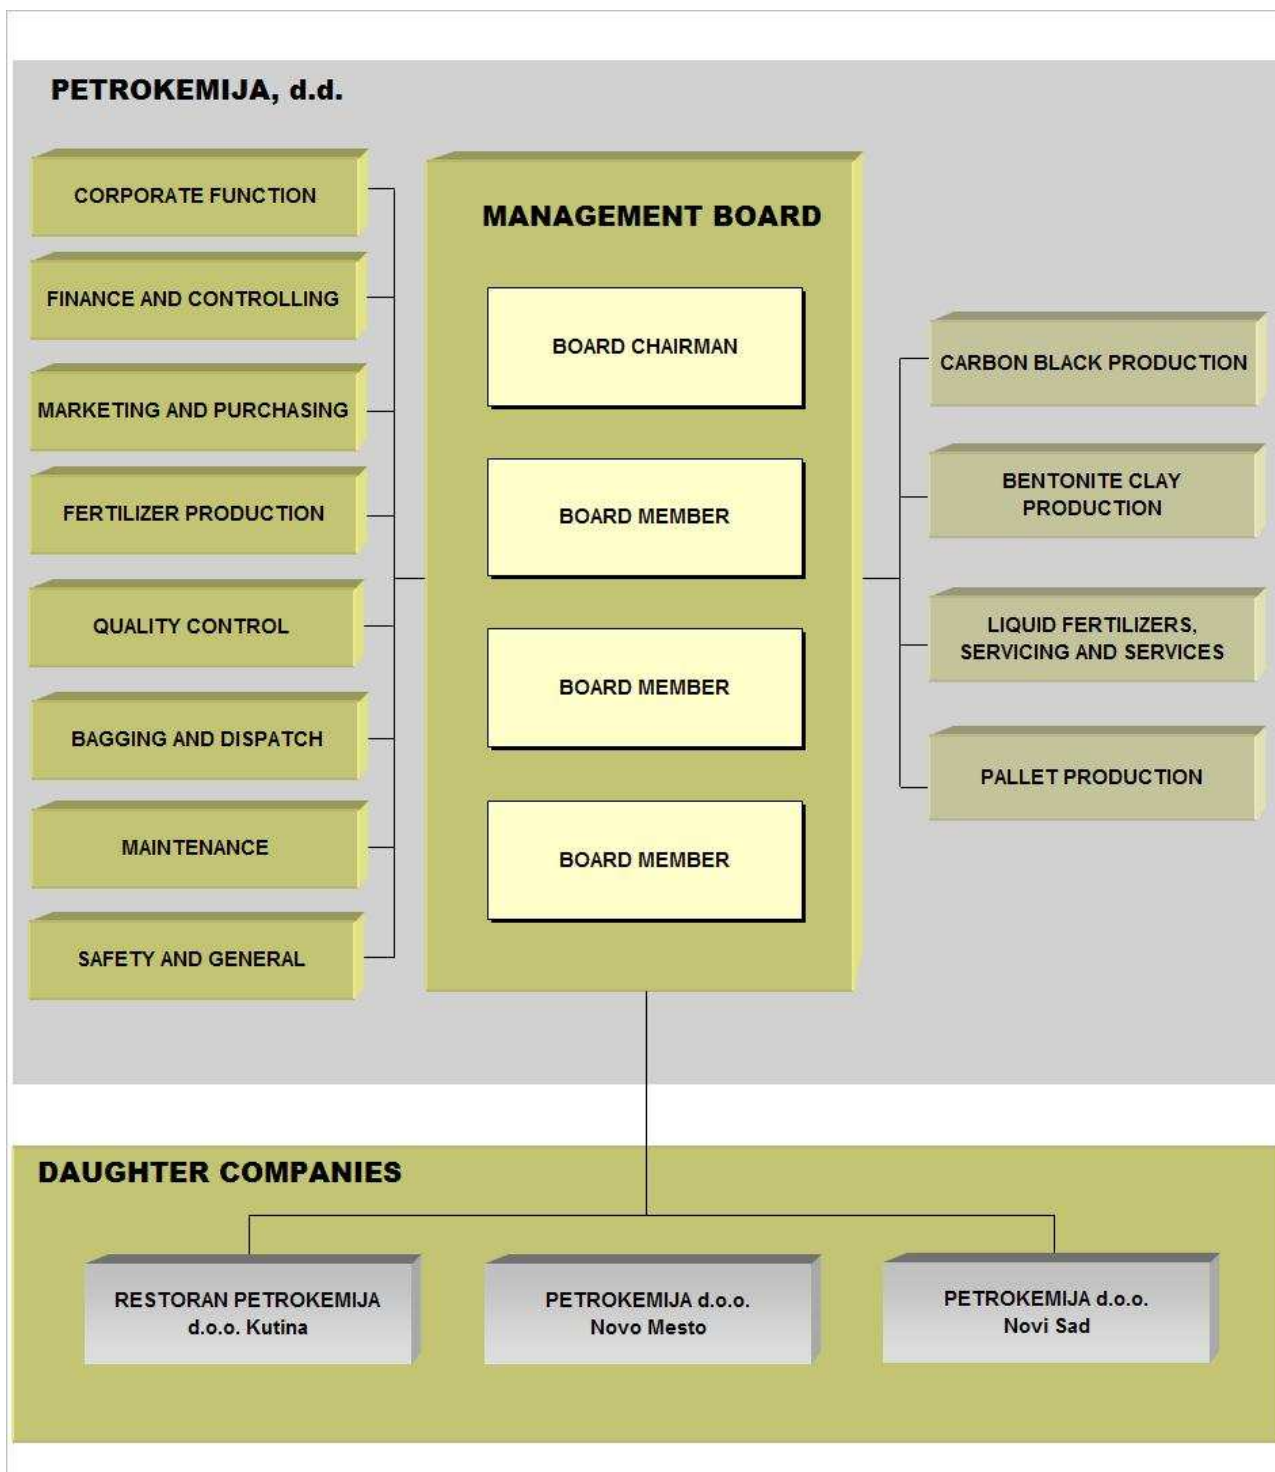 PETROKEMIJA, d.d.
CORPORATE FUNCTION
FINANCE AND CONTROLLING
MARKETING AND PURCHASING
FERTILIZER PRODUCTION
QUALITY CONTROL
BAGGING AND DISPATCH
MAINTENANCE
SAFETY AND GENERAL
MANAGEMENT BOARD
BOARD CHAIRMAN
BOARD MEMBER
BOARD MEMBER
BOARD MEMBER
CARBON BLACK PRODUCTION
BENTONITE CLAY
PRODUCTION
LIQUID FERTILIZERS,
SERVICING AND SERVICES
PALLET PRODUCTION
DAUGHTER COMPANIES
RESTORAN PETROKEMIJA
d.o.o. Kutina
PETROKEMIJA d.o.o.
Novo Mesto
PETROKEMIJA d.o.o.
Novi Sad